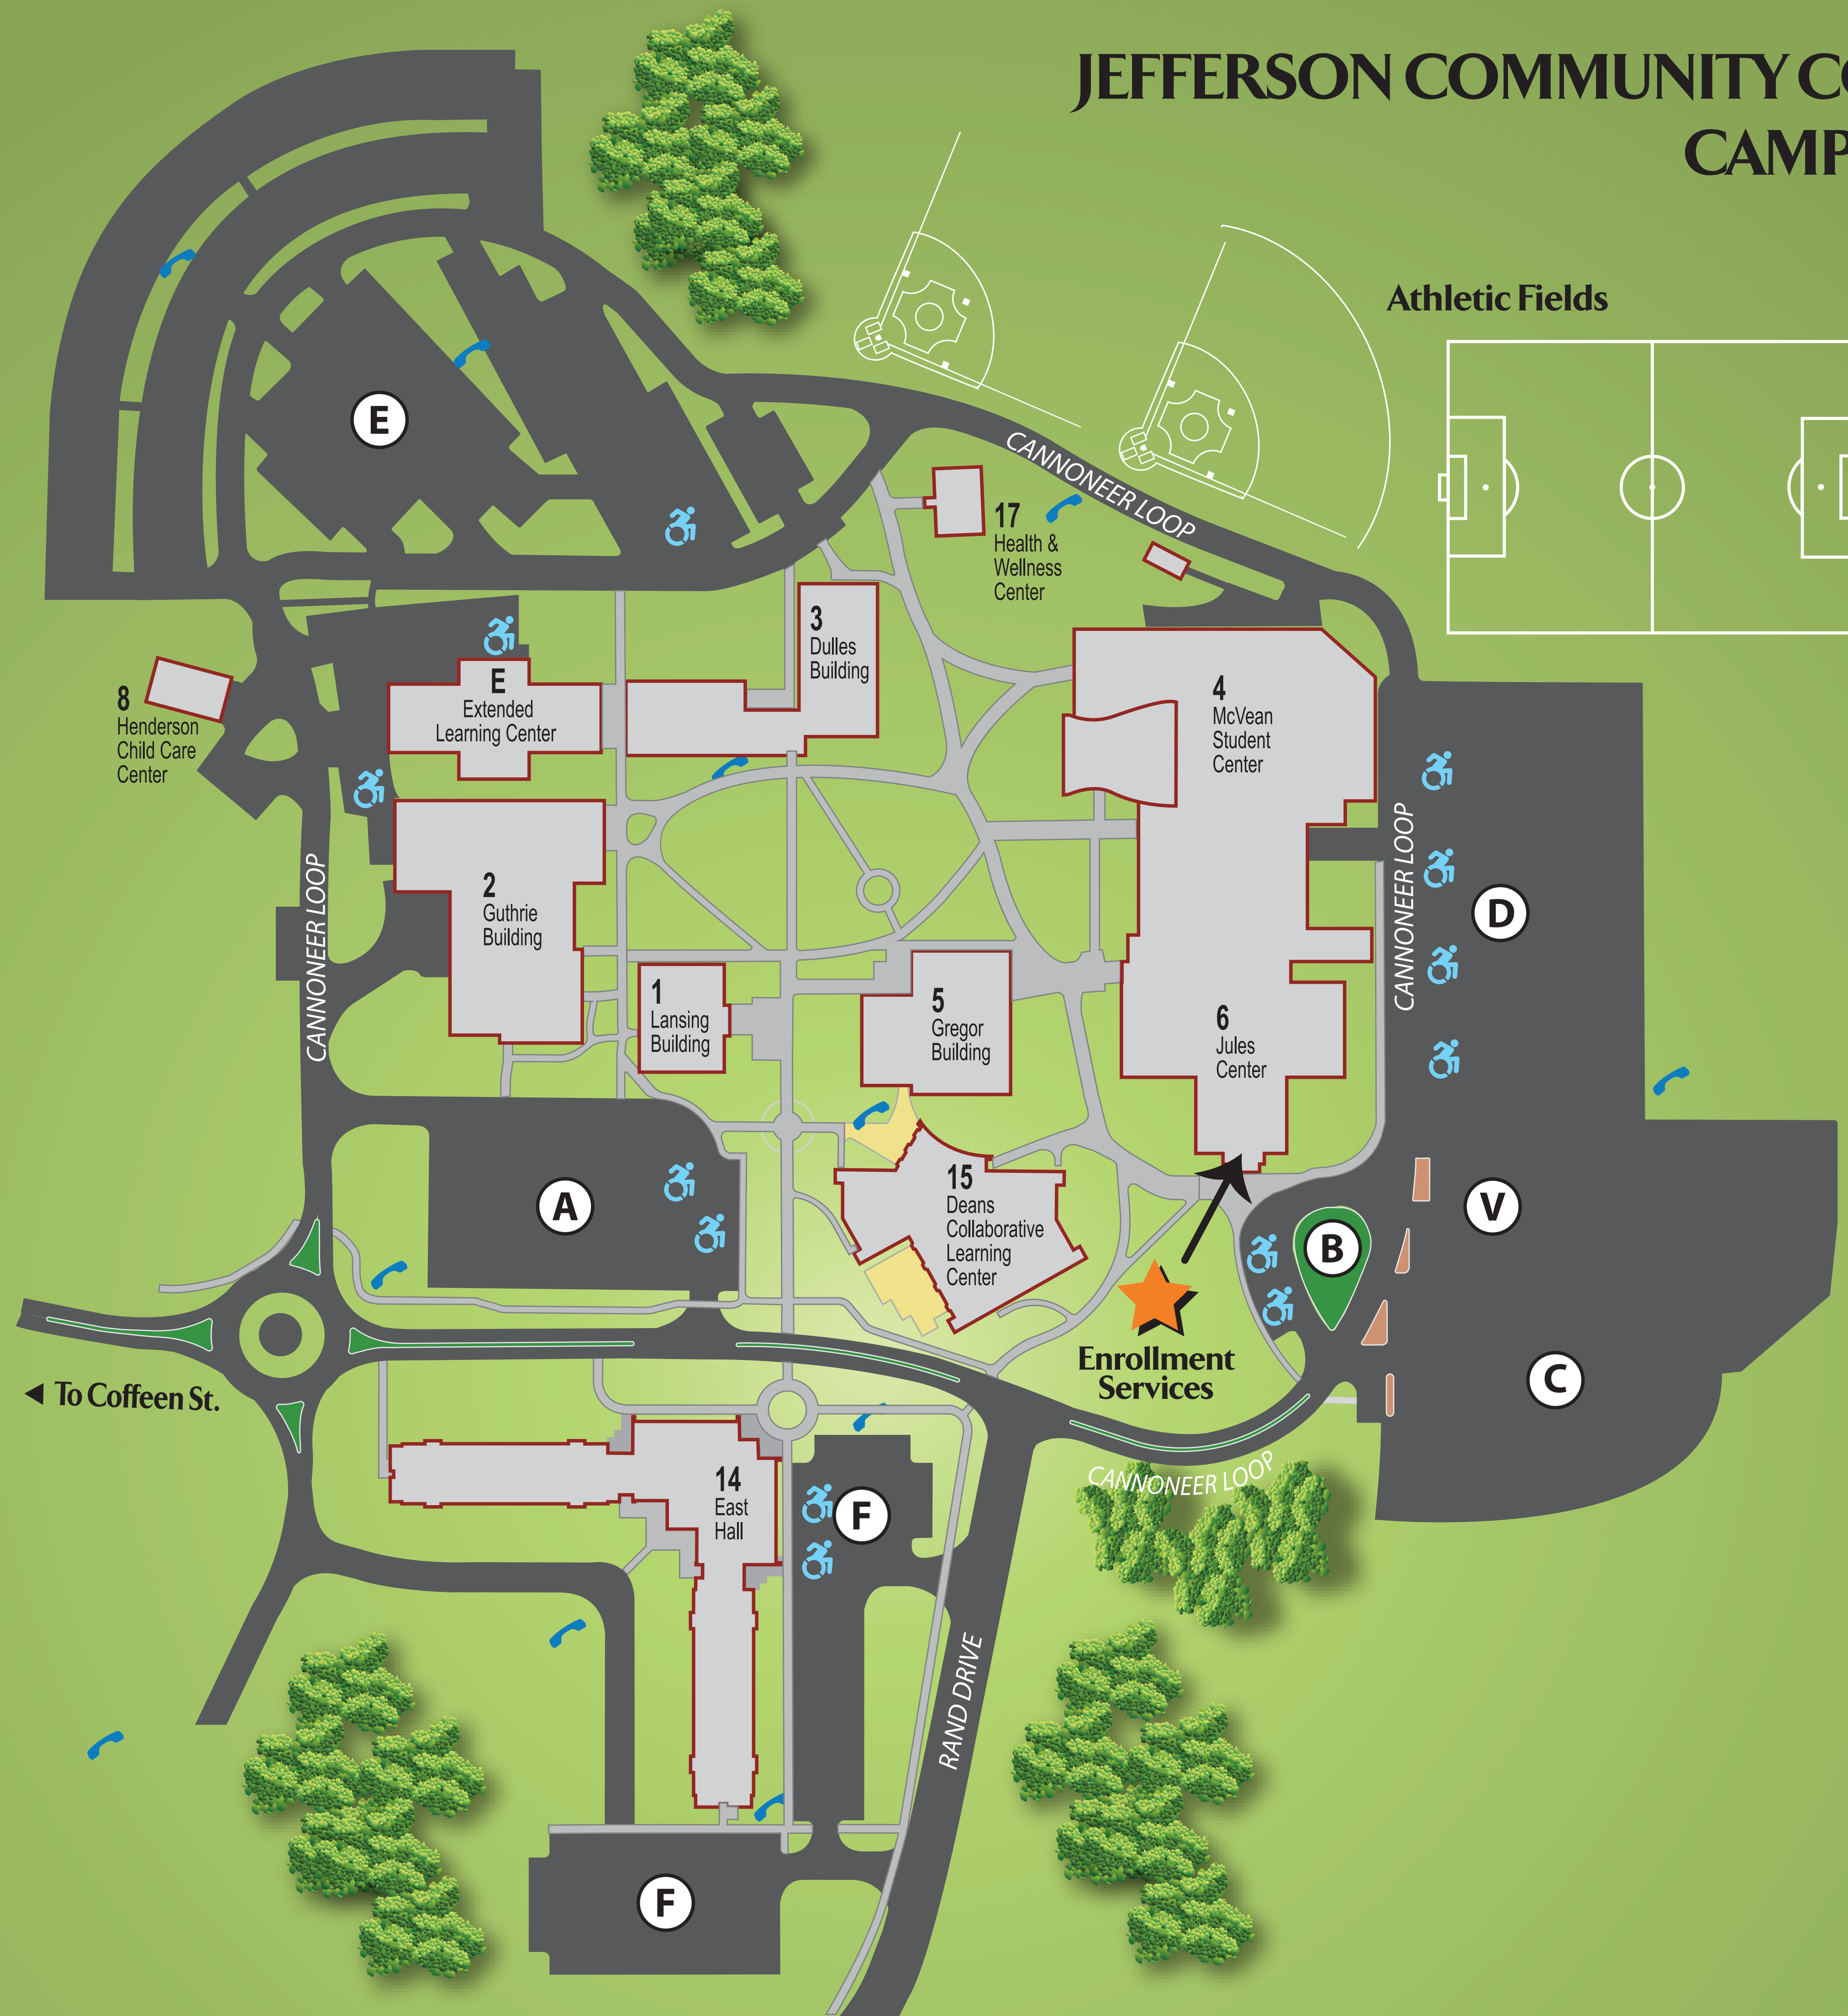 JEFFERSON COMMUNITY CO
CAMP
Athletic Fields
E
CANNONEER LOOP
17
Health &
Wellness
Center
3
Dulles
Building
8
Henderson
Child Care
Center
E
Extended
Learning Center
4
McVean
Student
Center
CANNONEER LOOP
2
Guthrie
Building
CANNONEER LOOP
D
1
Lansing
Building
5
Gregor
Building
6
Jules
Center
A
15
Deans
Collaborative
Learning
Center
B
V
C
Enrollment
Services
To Coffeen St.
CANNONEER LOOP
14
East
Hall
F
RAND DRIVE
F